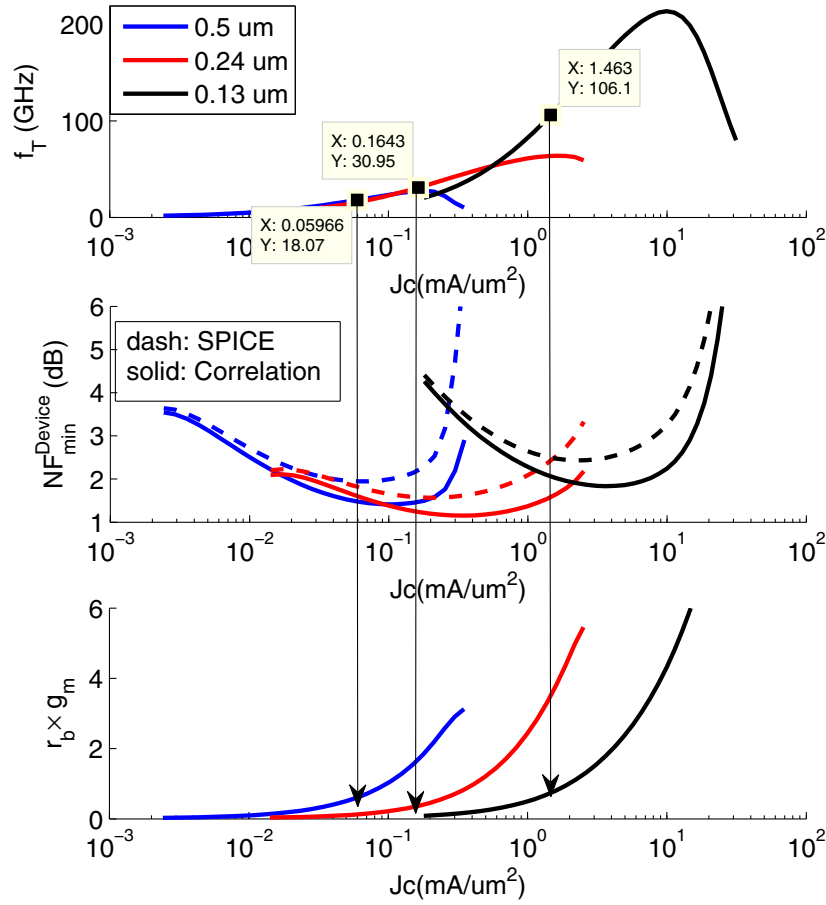 0.5 um
0.24 um
0.13 um
f_T (GHz)
200
100
0
X: 1.463
Y: 106.1
X: 0.1643
Y: 30.95
X: 0.05966
Y: 18.07
10^-3 10^-2 10^-1 10^0 10^1 10^2
Jc(mA/um^2)
dash: SPICE
solid: Correlation
NF_min^Device (dB)
6
5
4
3
2
1
10^-3 10^-2 10^-1 10^0 10^1 10^2
Jc(mA/um^2)
r_b × g_m
6
4
2
0
10^-3 10^-2 10^-1 10^0 10^1 10^2
Jc(mA/um^2)